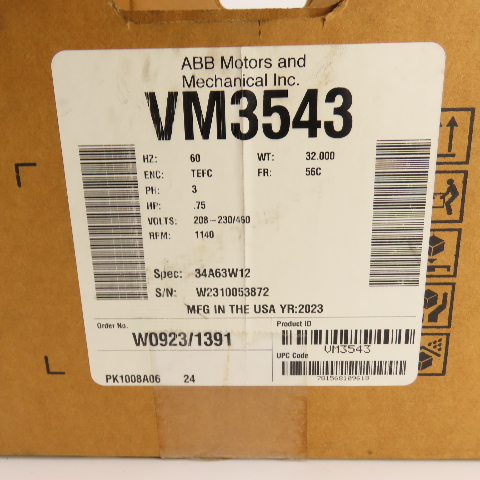 ABB Motors and
Mechanical Inc.
VM3543
HZ: 60 WT: 32.000
ENC: TEFC FR: 56C
PH: 3
HP: .75
VOLTS: 208-230/460
RPM: 1140
Spec: 34A63W12
S/N: W2310053872
MFG IN THE USA YR:2023
Order No. Product ID
W0923/1391 VM3543
UPC Code
PK1008A06 24 781568109618